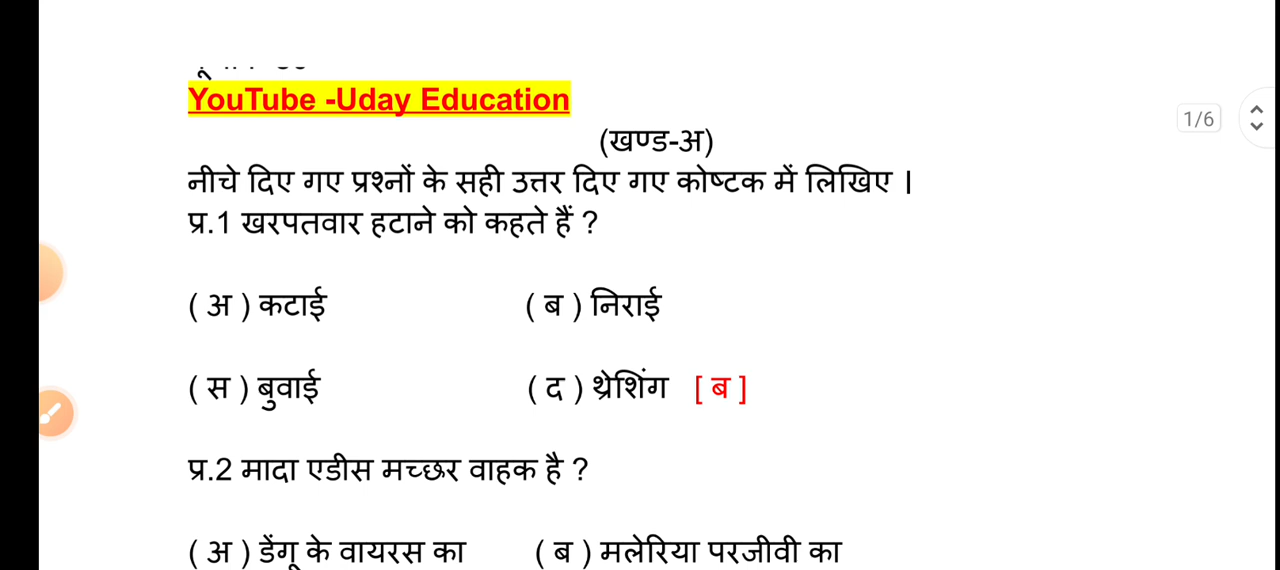 YouTube -Uday Education
(खण्ड-अ)
1/6
नीचे दिए गए प्रश्नों के सही उत्तर दिए गए कोष्टक में लिखिए ।
प्र.1 खरपतवार हटाने को कहते हैं ?
( अ ) कटाई ( ब ) निराई
( स ) बुवाई ( द ) थ्रेशिंग [ ब ]
प्र.2 मादा एडीस मच्छर वाहक है ?
( अ ) डेंगू के वायरस का ( ब ) मलेरिया परजीवी का